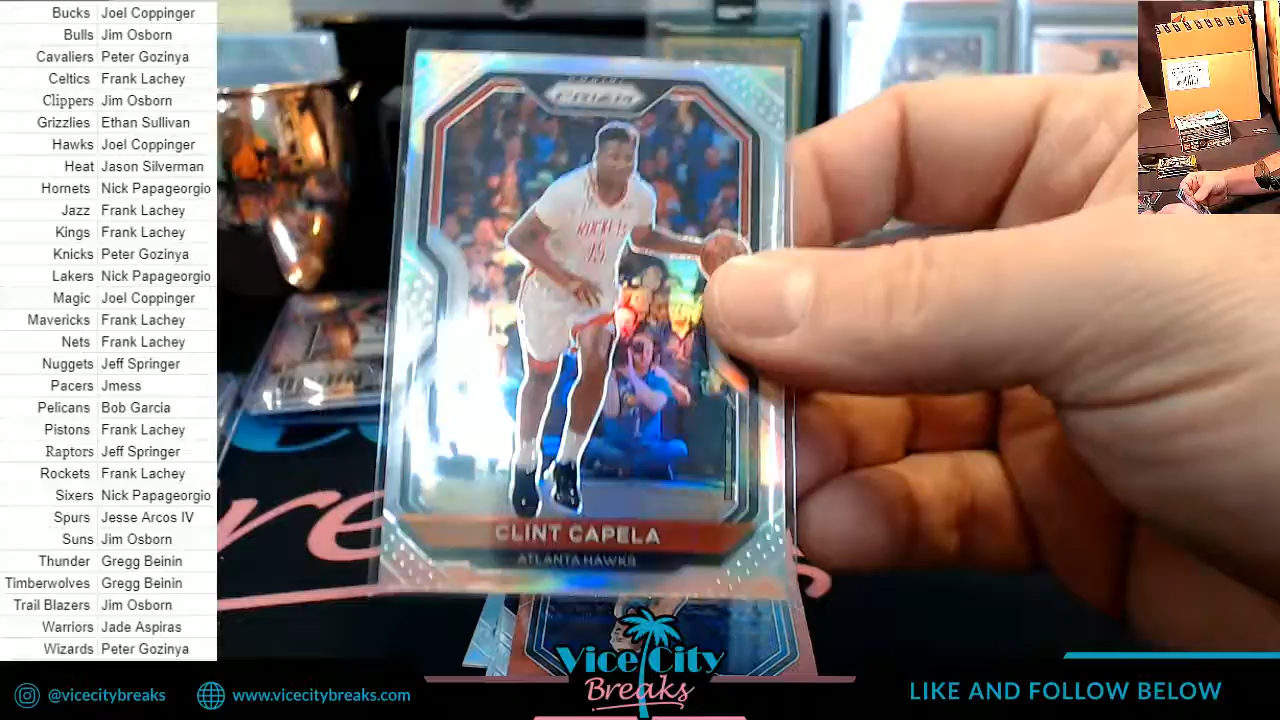 Bucks Joel Coppinger
Bulls Jim Osborn
Cavaliers Peter Gozinya
Celtics Frank Lachey
Clippers Jim Osborn
Grizzlies Ethan Sullivan
Hawks Joel Coppinger
Heat Jason Silverman
Hornets Nick Papageorgio
Jazz Frank Lachey
Kings Frank Lachey
Knicks Peter Gozinya
Lakers Nick Papageorgio
Magic Joel Coppinger
Mavericks Frank Lachey
Nets Frank Lachey
Nuggets Jeff Springer
Pacers Jmess
Pelicans Bob Garcia
Pistons Frank Lachey
Raptors Jeff Springer
Rockets Frank Lachey
Sixers Nick Papageorgio
Spurs Jesse Arcos IV
Suns Jim Osborn
Thunder Gregg Beinin
Timberwolves Gregg Beinin
Trail Blazers Jim Osborn
Warriors Jade Aspiras
Wizards Peter Gozinya
PRIZM
ROCKETS
15
CLINT CAPELA
ATLANTA HAWKS
Vice City
Breaks
@vicecitybreaks
www.vicecitybreaks.com
LIKE AND FOLLOW BELOW